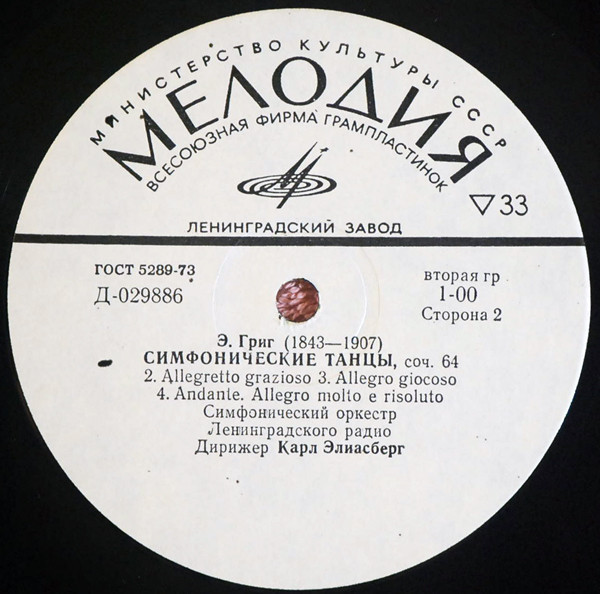 МИНИСТЕРСТВО КУЛЬТУРЫ СССР
МЕЛОДИЯ
ВСЕСОЮЗНАЯ ФИРМА ГРАМПЛАСТИНОК
33
ЛЕНИНГРАДСКИЙ ЗАВОД
ГОСТ 5289-73
Д-029886
вторая гр
1-00
Сторона 2
Э. Григ (1843—1907)
СИМФОНИЧЕСКИЕ ТАНЦЫ, соч. 64
2. Allegretto grazioso 3. Allegro giocoso
4. Andante. Allegro molto e risoluto
Симфонический оркестр
Ленинградского радио
Дирижер Карл Элиасберг